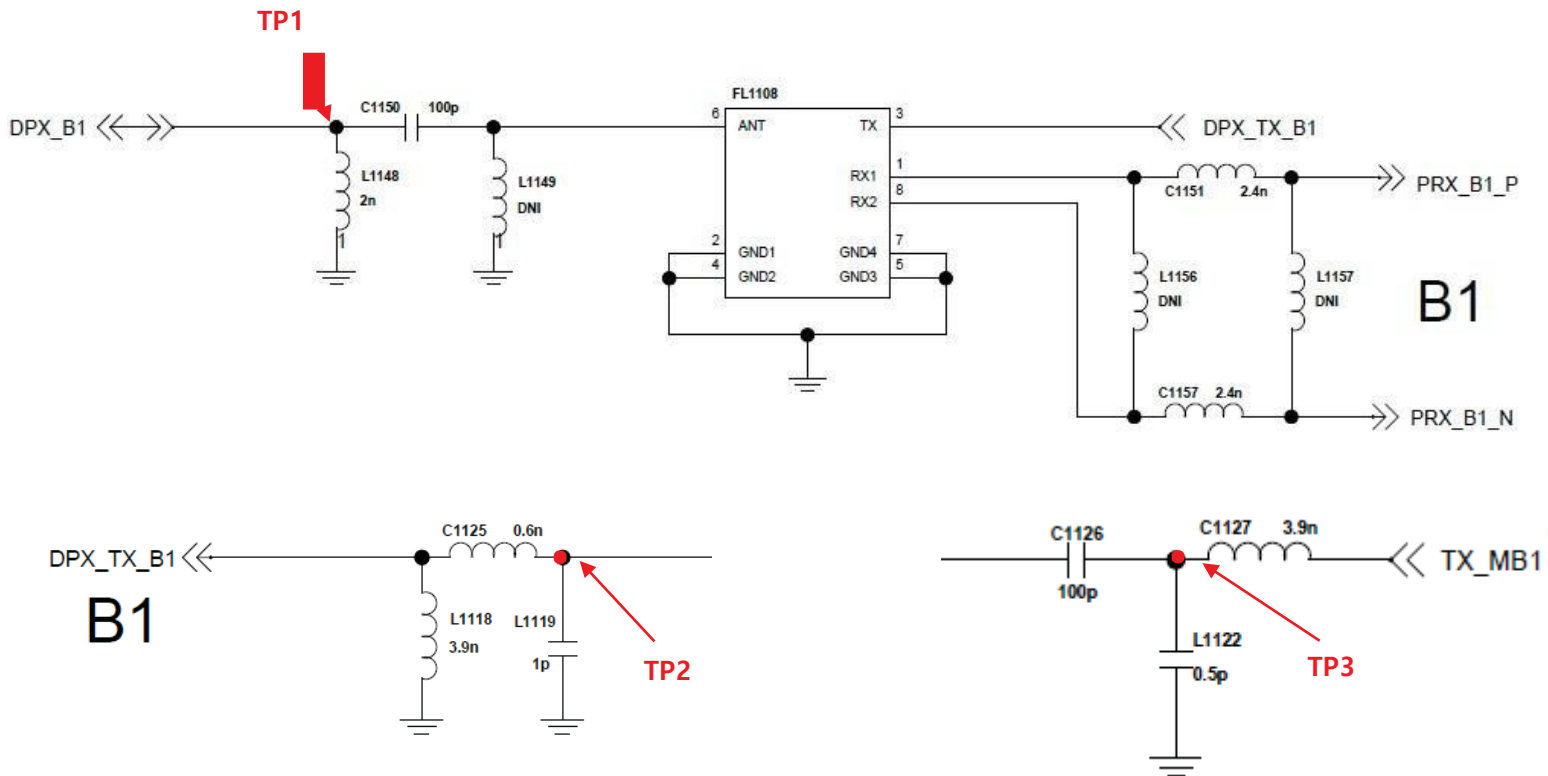 TP1
DPX_B1
C1150 100p
L1148
2n
1
L1149
DNI
1
FL1108
6 ANT
TX 3
RX1 1
RX2 8
2 GND1
4 GND2
GND4 7
GND3 5
DPX_TX_B1
C1151 2.4n
PRX_B1_P
L1156
DNI
L1157
DNI
B1
C1157 2.4n
PRX_B1_N
DPX_TX_B1
B1
C1125 0.6n
L1118
3.9n
L1119
1p
TP2
C1126
100p
C1127 3.9n
TX_MB1
L1122
0.5p
TP3